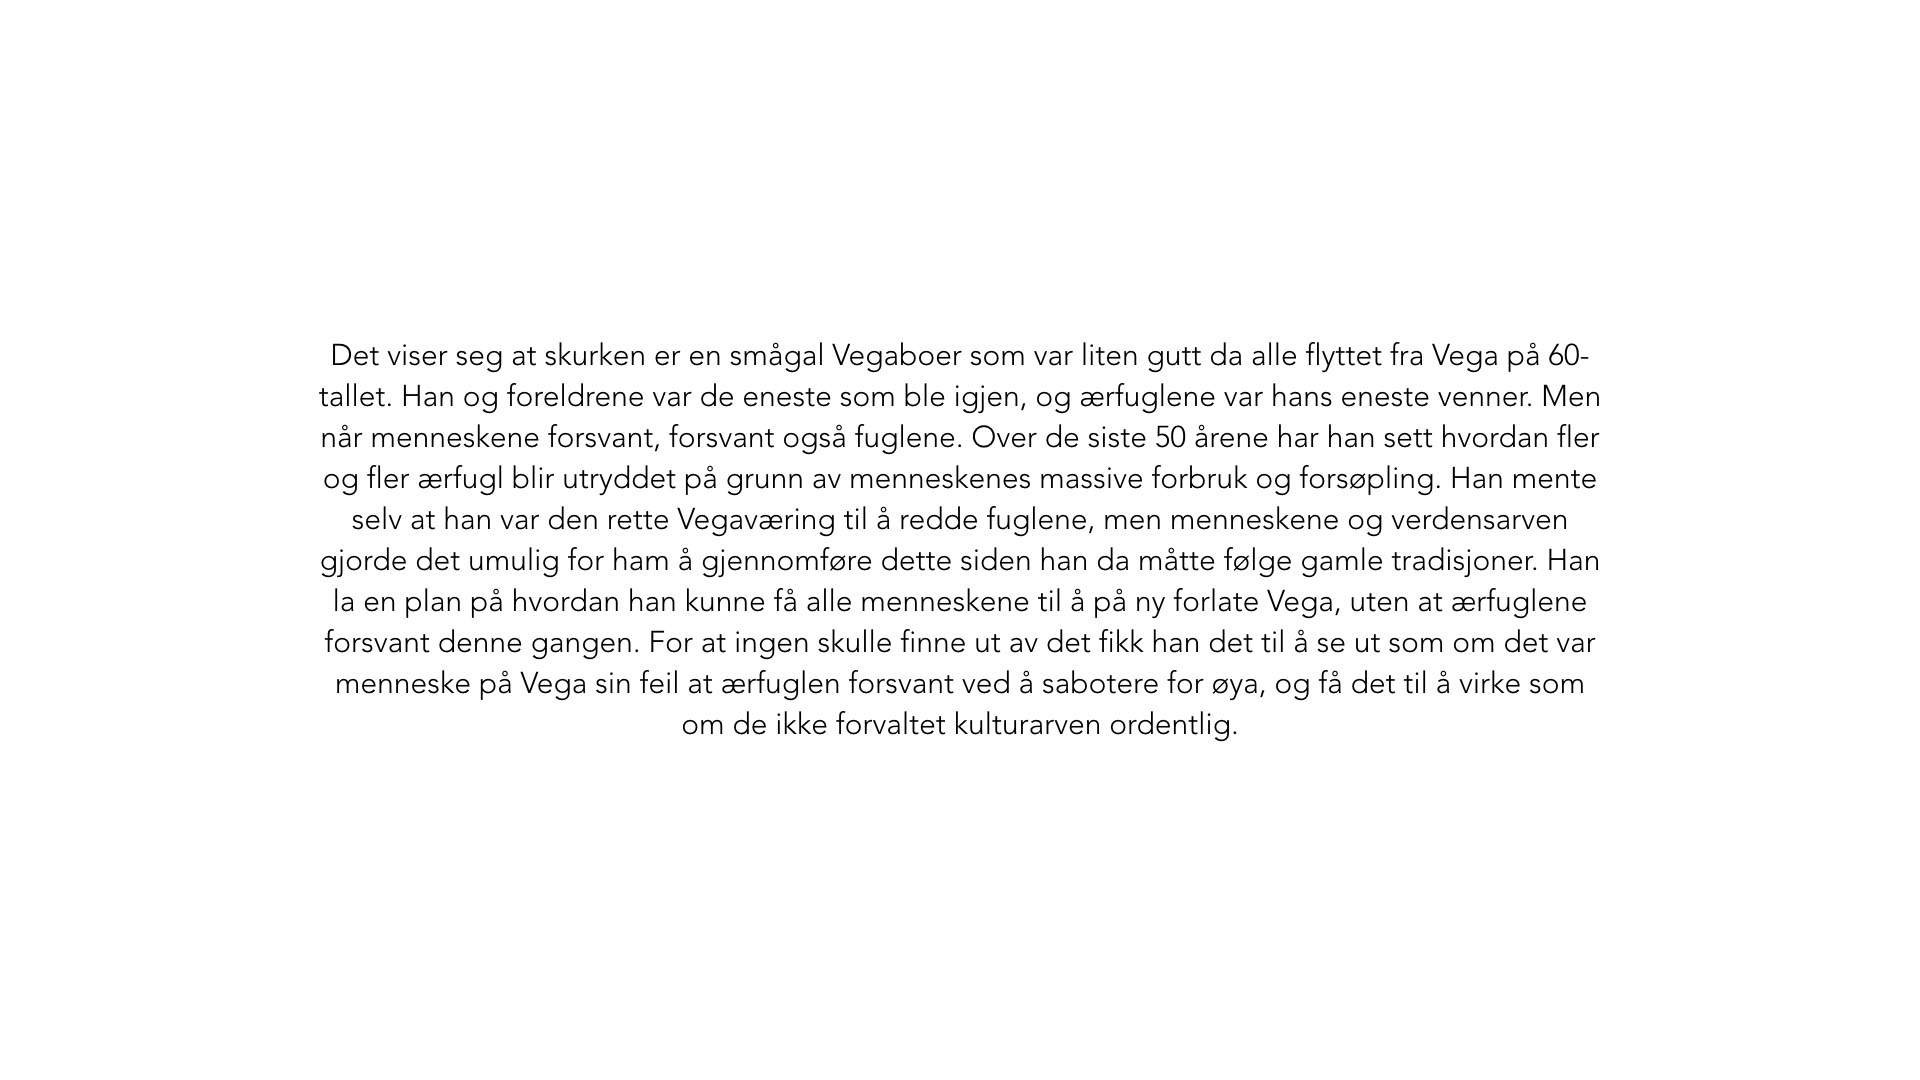 Det viser seg at skurken er en smågal Vegaboer som var liten gutt da alle flyttet fra Vega på 60-
tallet. Han og foreldrene var de eneste som ble igjen, og ærfuglene var hans eneste venner. Men
når menneskene forsvant, forsvant også fuglene. Over de siste 50 årene har han sett hvordan fler
og fler ærfugl blir utryddet på grunn av menneskenes massive forbruk og forsøpling. Han mente
selv at han var den rette Vegaværing til å redde fuglene, men menneskene og verdensarven
gjorde det umulig for ham å gjennomføre dette siden han da måtte følge gamle tradisjoner. Han
la en plan på hvordan han kunne få alle menneskene til å på ny forlate Vega, uten at ærfuglene
forsvant denne gangen. For at ingen skulle finne ut av det fikk han det til å se ut som om det var
menneske på Vega sin feil at ærfuglen forsvant ved å sabotere for øya, og få det til å virke som
om de ikke forvaltet kulturarven ordentlig.